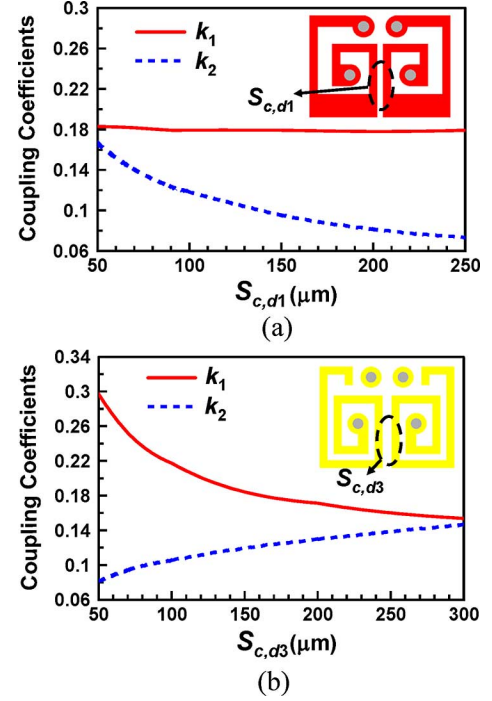 0.3
0.26
0.22
0.18
0.14
0.1
0.06
Coupling Coefficients
k1
k2
Sc,d1
50 100 150 200 250
Sc,d1(μm)
(a)
0.34
0.3
0.26
0.22
0.18
0.14
0.1
0.06
Coupling Coefficients
k1
k2
Sc,d3
50 100 150 200 250 300
Sc,d3(μm)
(b)